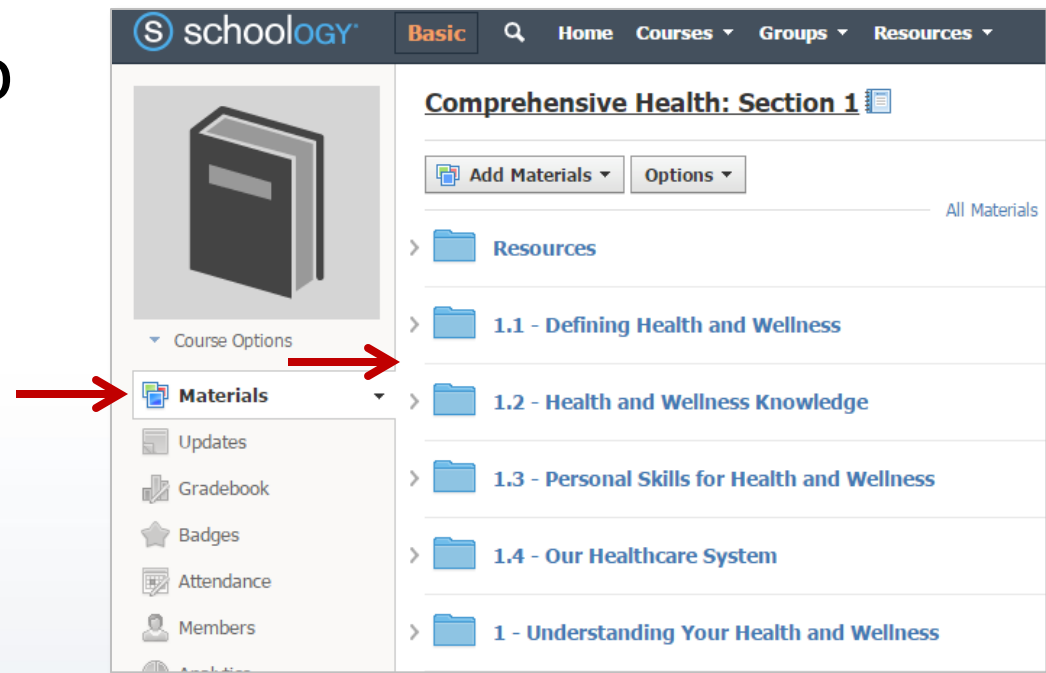 schoology Basic Home Courses Groups Resources
Comprehensive Health: Section 1
Add Materials Options
All Materials
Resources
1.1 - Defining Health and Wellness
Course Options
Materials
1.2 - Health and Wellness Knowledge
Updates
1.3 - Personal Skills for Health and Wellness
Gradebook
Badges
1.4 - Our Healthcare System
Attendance
Members
1 - Understanding Your Health and Wellness